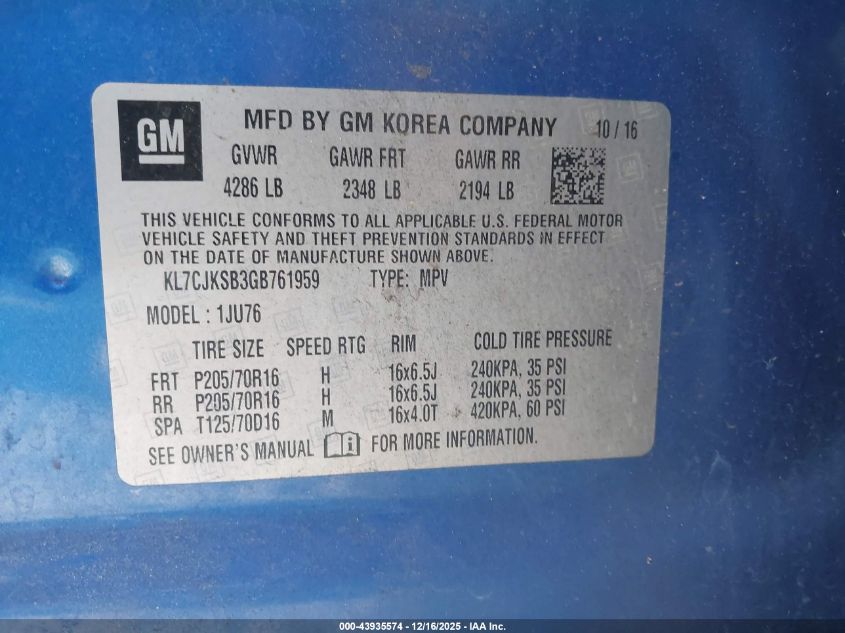 GM
MFD BY GM KOREA COMPANY 10 / 16
GVWR GAWR FRT GAWR RR
4286 LB 2348 LB 2194 LB
THIS VEHICLE CONFORMS TO ALL APPLICABLE U.S. FEDERAL MOTOR
VEHICLE SAFETY AND THEFT PREVENTION STANDARDS IN EFFECT
ON THE DATE OF MANUFACTURE SHOWN ABOVE.
KL7CJKSB3GB761959 TYPE: MPV
MODEL : 1JU76
TIRE SIZE SPEED RTG RIM COLD TIRE PRESSURE
FRT P205/70R16 H 16x6.5J 240KPA, 35 PSI
RR P205/70R16 H 16x6.5J 240KPA, 35 PSI
SPA T125/70D16 M 16x4.0T 420KPA, 60 PSI
SEE OWNER'S MANUAL FOR MORE INFORMATION.
000-43935574 - 12/16/2025 - IAA Inc.